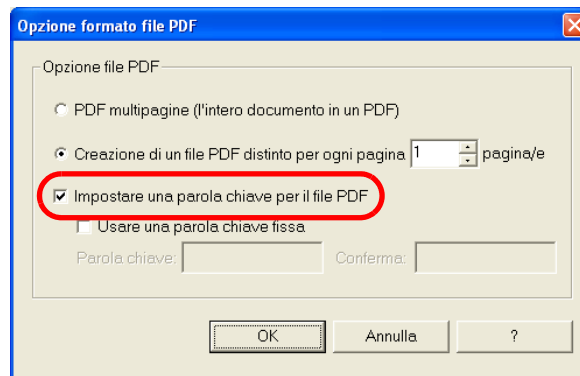 Opzione formato file PDF
Opzione file PDF
PDF multipagine (l'intero documento in un PDF)
Creazione di un file PDF distinto per ogni pagina 1 pagina/e
Impostare una parola chiave per il file PDF
Usare una parola chiave fissa
Parola chiave: Conferma:
OK Annulla ?